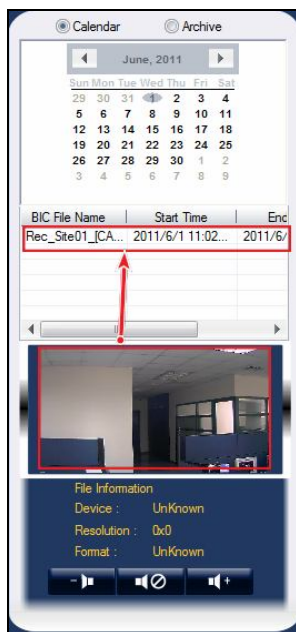 Calendar Archive
June, 2011
Sun Mon Tue Wed Thu Fri Sat
29 30 31 1 2 3 4
5 6 7 8 9 10 11
12 13 14 15 16 17 18
19 20 21 22 23 24 25
26 27 28 29 30 1 2
3 4 5 6 7 8 9
BIC File Name Start Time Enc
Rec_Site01_[CA... 2011/6/1 11:02... 2011/6/
File Information
Device : UnKnown
Resolution : 0x0
Format : UnKnown